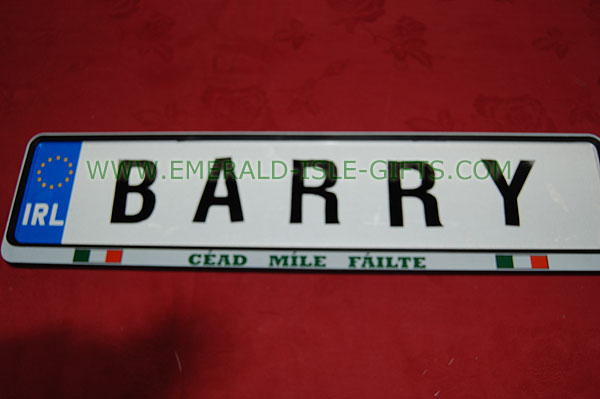 WWW.EMERALD-ISLE-GIFTS.COM
IRL BARRY
CÉAD MÍLE FÁILTE